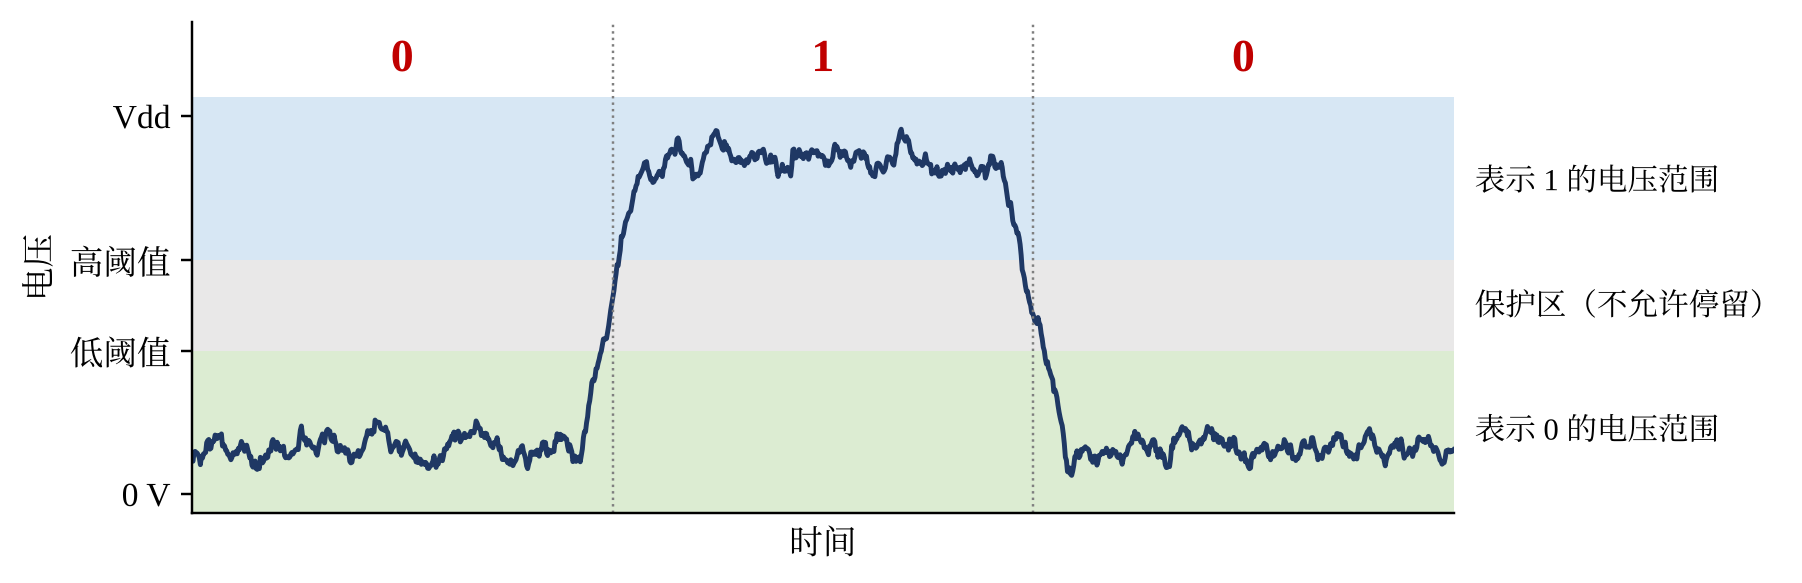 0 1 0
Vdd
高阈值
低阈值
0 V
电压
时间
表示 1 的电压范围
保护区（不允许停留）
表示 0 的电压范围